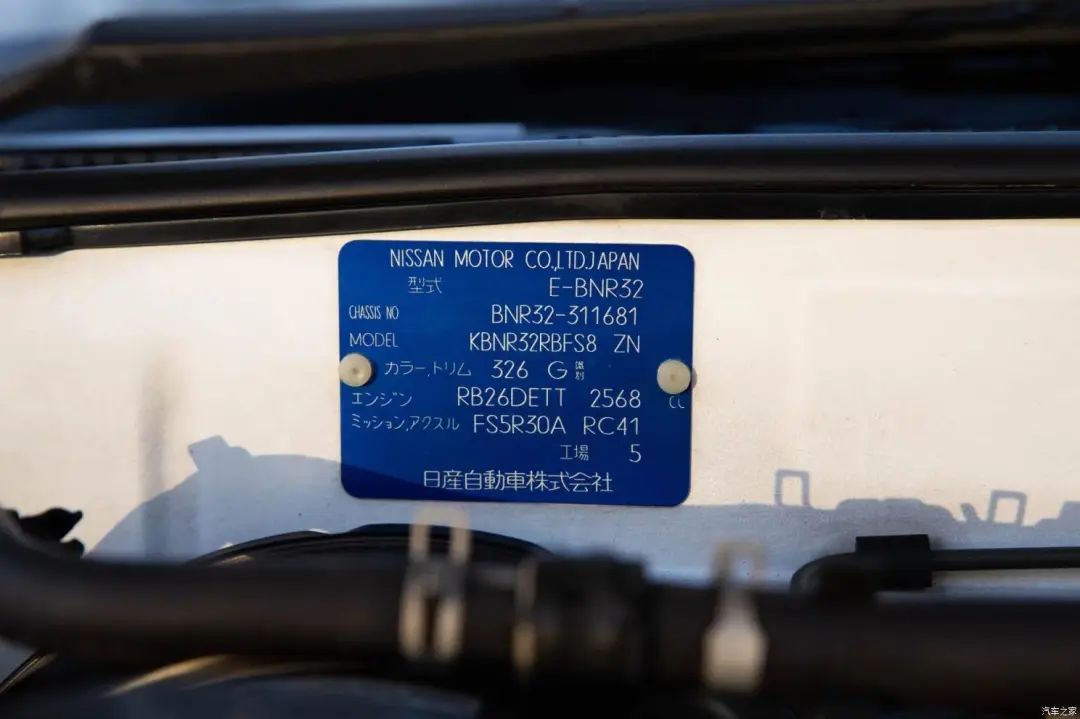 NISSAN MOTOR CO.,LTD.JAPAN
型式 E-BNR32
CHASSIS NO BNR32-311681
MODEL KBNR32RBFS8 ZN
カラー,トリム 326 G 識別
エンジン RB26DETT 2568 cc
ミッション,アクスル FS5R30A RC41
工場 5
日産自動車株式会社
汽车之家